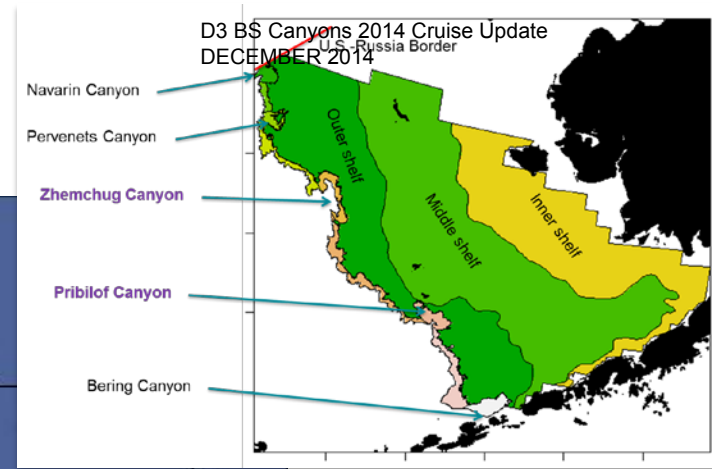 D3 BS Canyons 2014 Cruise Update
DECEMBER 2014
U.S.-Russia Border
Navarin Canyon
Pervenets Canyon
Zhemchug Canyon
Pribilof Canyon
Bering Canyon
Outer shelf
Middle shelf
Inner shelf